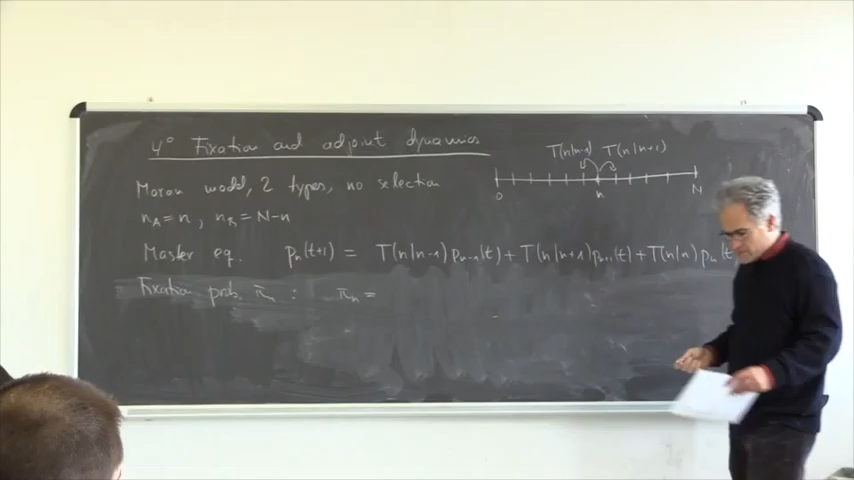 4° Fixation and adjoint dynamics
T(n|n-1) T(n|n+1)
0 n N
Moran model, 2 types, no selection
n_A = n, n_B = N-n
Master eq. p_n(t+1) = T(n|n-1) p_{n-1}(t) + T(n|n+1) p_{n+1}(t) + T(n|n) p_n(t)
Fixation prob. π_n : π_n =